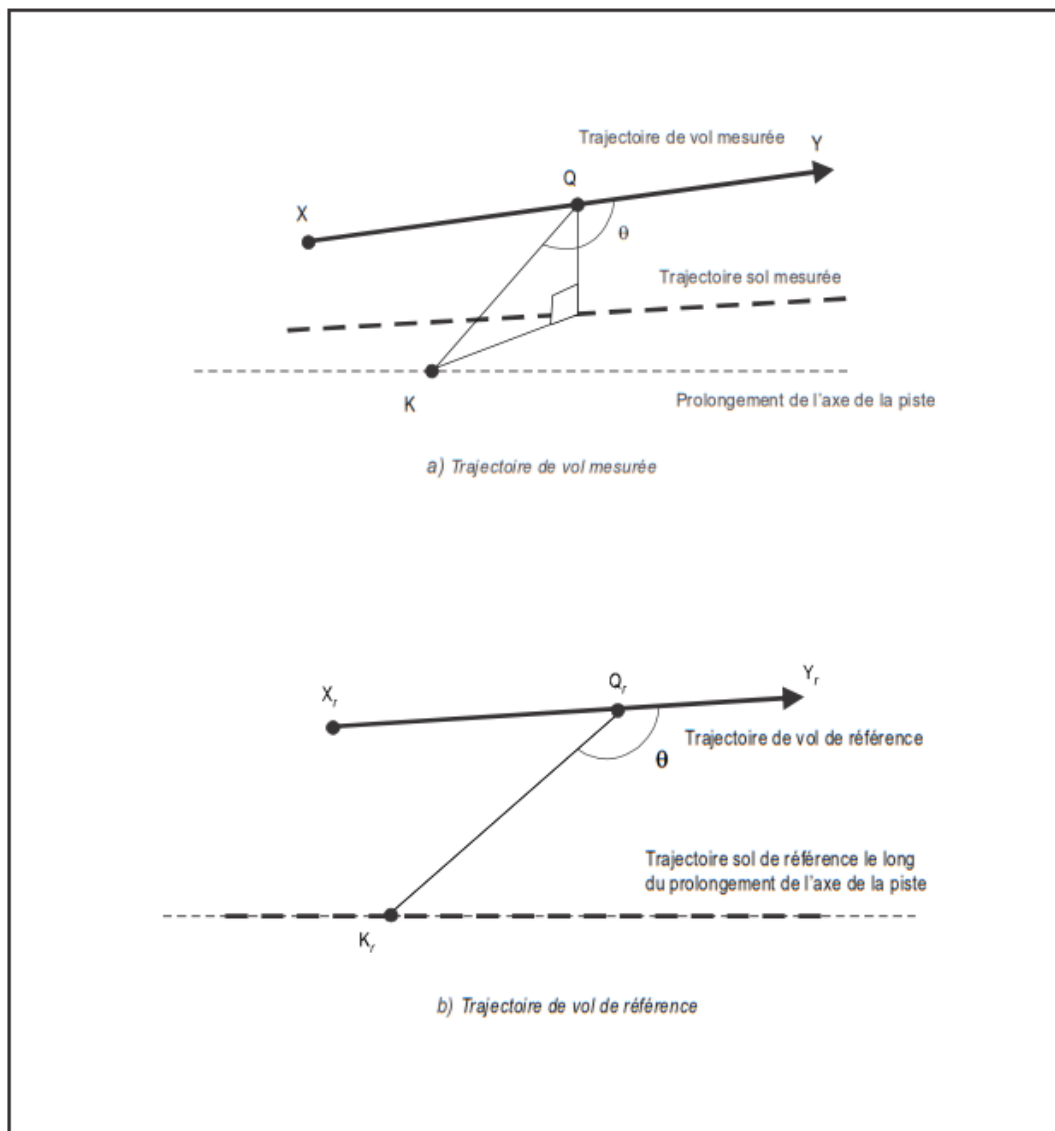 Trajectoire de vol mesurée
Y
Q
X
θ
Trajectoire sol mesurée
K
Prolongement de l'axe de la piste
a) Trajectoire de vol mesurée
Xr
Qr
Yr
Trajectoire de vol de référence
θ
Trajectoire sol de référence le long
du prolongement de l'axe de la piste
Kr
b) Trajectoire de vol de référence